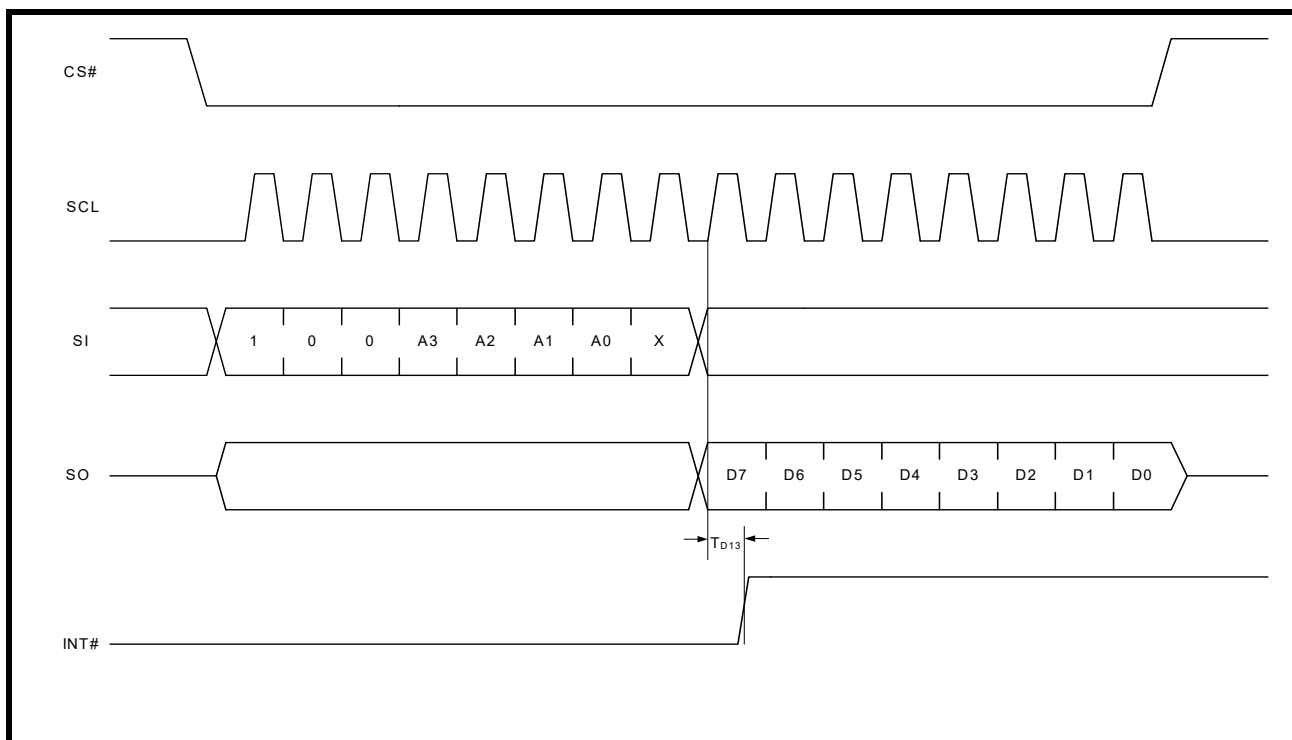 CS#
SCL
SI 1 0 0 A3 A2 A1 A0 X
SO D7 D6 D5 D4 D3 D2 D1 D0
TD13
INT#